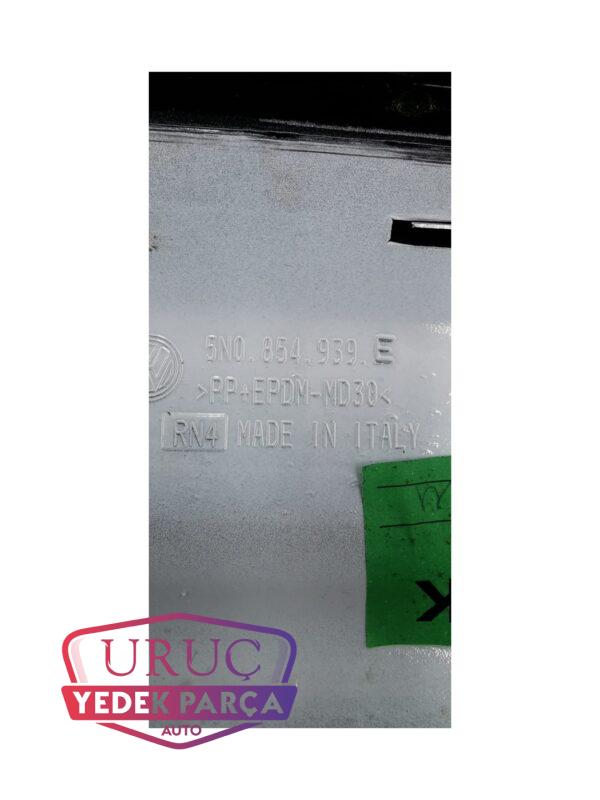 5N0.854.939.E
>PP+EPDM-MD30<
RN4 MADE IN ITALY
URUÇ
YEDEK PARÇA
AUTO